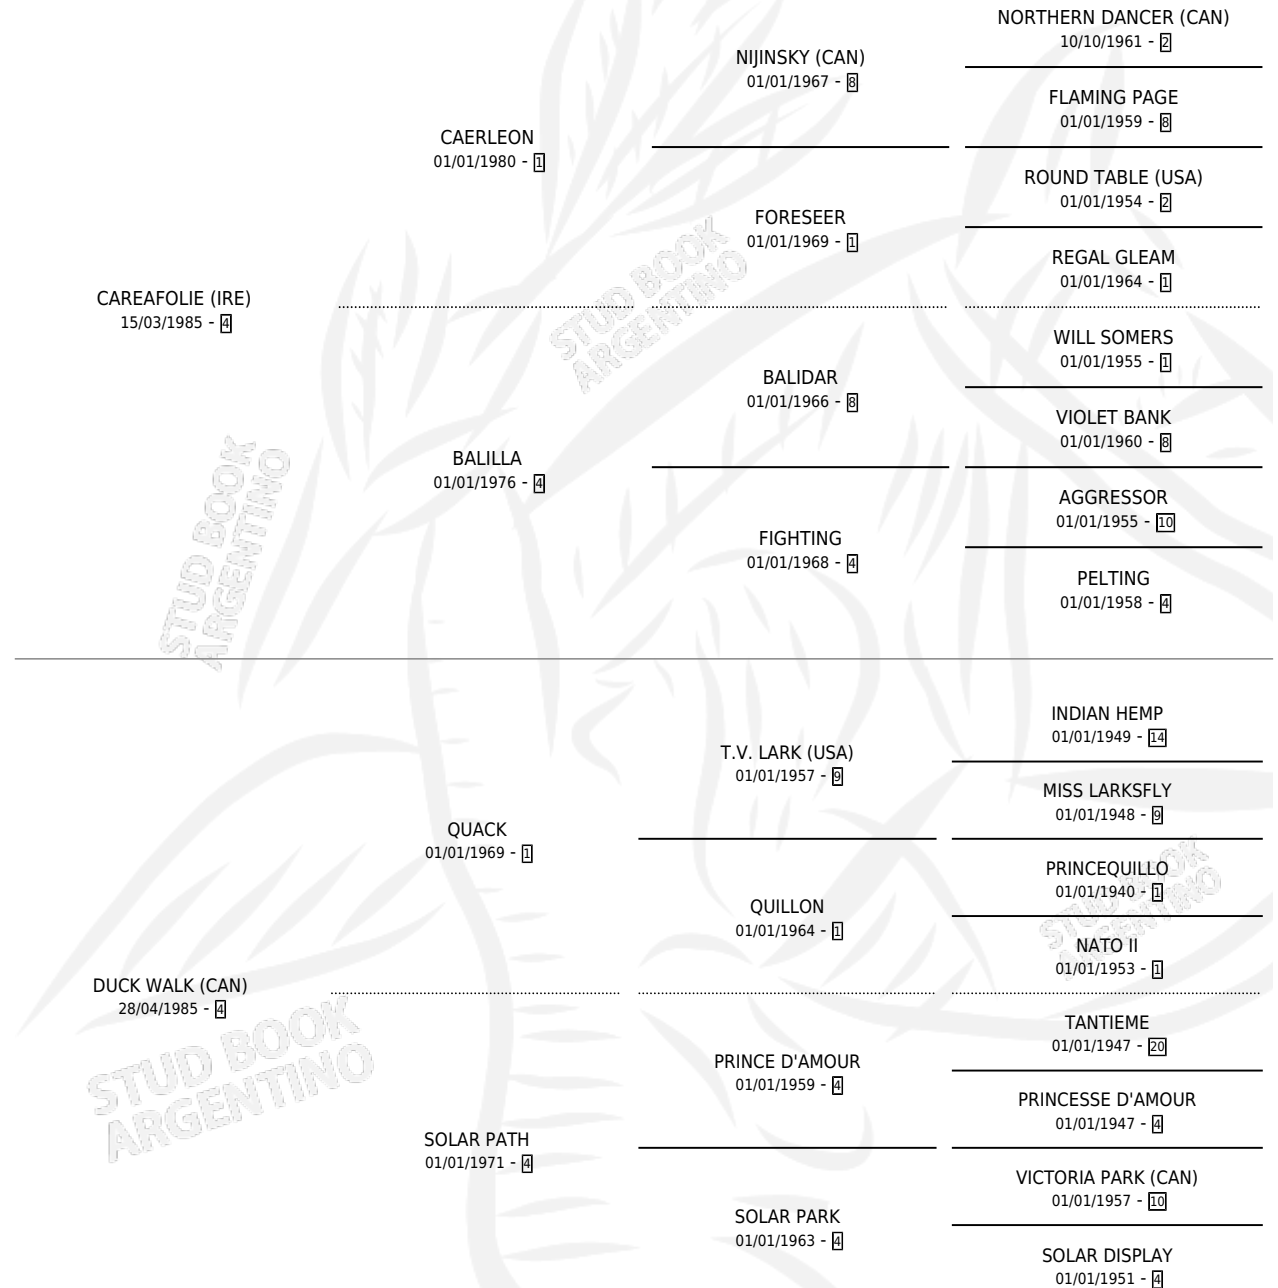 NORTHERN DANCER (CAN)
10/10/1961 - 2
NIJINSKY (CAN)
01/01/1967 - 8
FLAMING PAGE
01/01/1959 - 8
CAERLEON
01/01/1980 - 1
ROUND TABLE (USA)
01/01/1954 - 2
FORESEER
01/01/1969 - 1
REGAL GLEAM
01/01/1964 - 1
CAREAFOLIE (IRE)
15/03/1985 - 4
WILL SOMERS
01/01/1955 - 1
BALIDAR
01/01/1966 - 8
VIOLET BANK
01/01/1960 - 8
BALILLA
01/01/1976 - 4
AGGRESSOR
01/01/1955 - 10
FIGHTING
01/01/1968 - 4
PELTING
01/01/1958 - 4
STUD BOOK
ARGENTINO
STUD BOOK
ARGENTINO
INDIAN HEMP
01/01/1949 - 14
T.V. LARK (USA)
01/01/1957 - 9
MISS LARKSFLY
01/01/1948 - 9
QUACK
01/01/1969 - 1
PRINCEQUILLO
01/01/1940 - 1
QUILLON
01/01/1964 - 1
NATO II
01/01/1953 - 1
STUD BOOK
ARGENTINO
DUCK WALK (CAN)
28/04/1985 - 4
TANTIEME
01/01/1947 - 20
PRINCE D'AMOUR
01/01/1959 - 4
PRINCESSE D'AMOUR
01/01/1947 - 4
STUD BOOK
ARGENTINO
SOLAR PATH
01/01/1971 - 4
VICTORIA PARK (CAN)
01/01/1957 - 10
SOLAR PARK
01/01/1963 - 4
SOLAR DISPLAY
01/01/1951 - 4